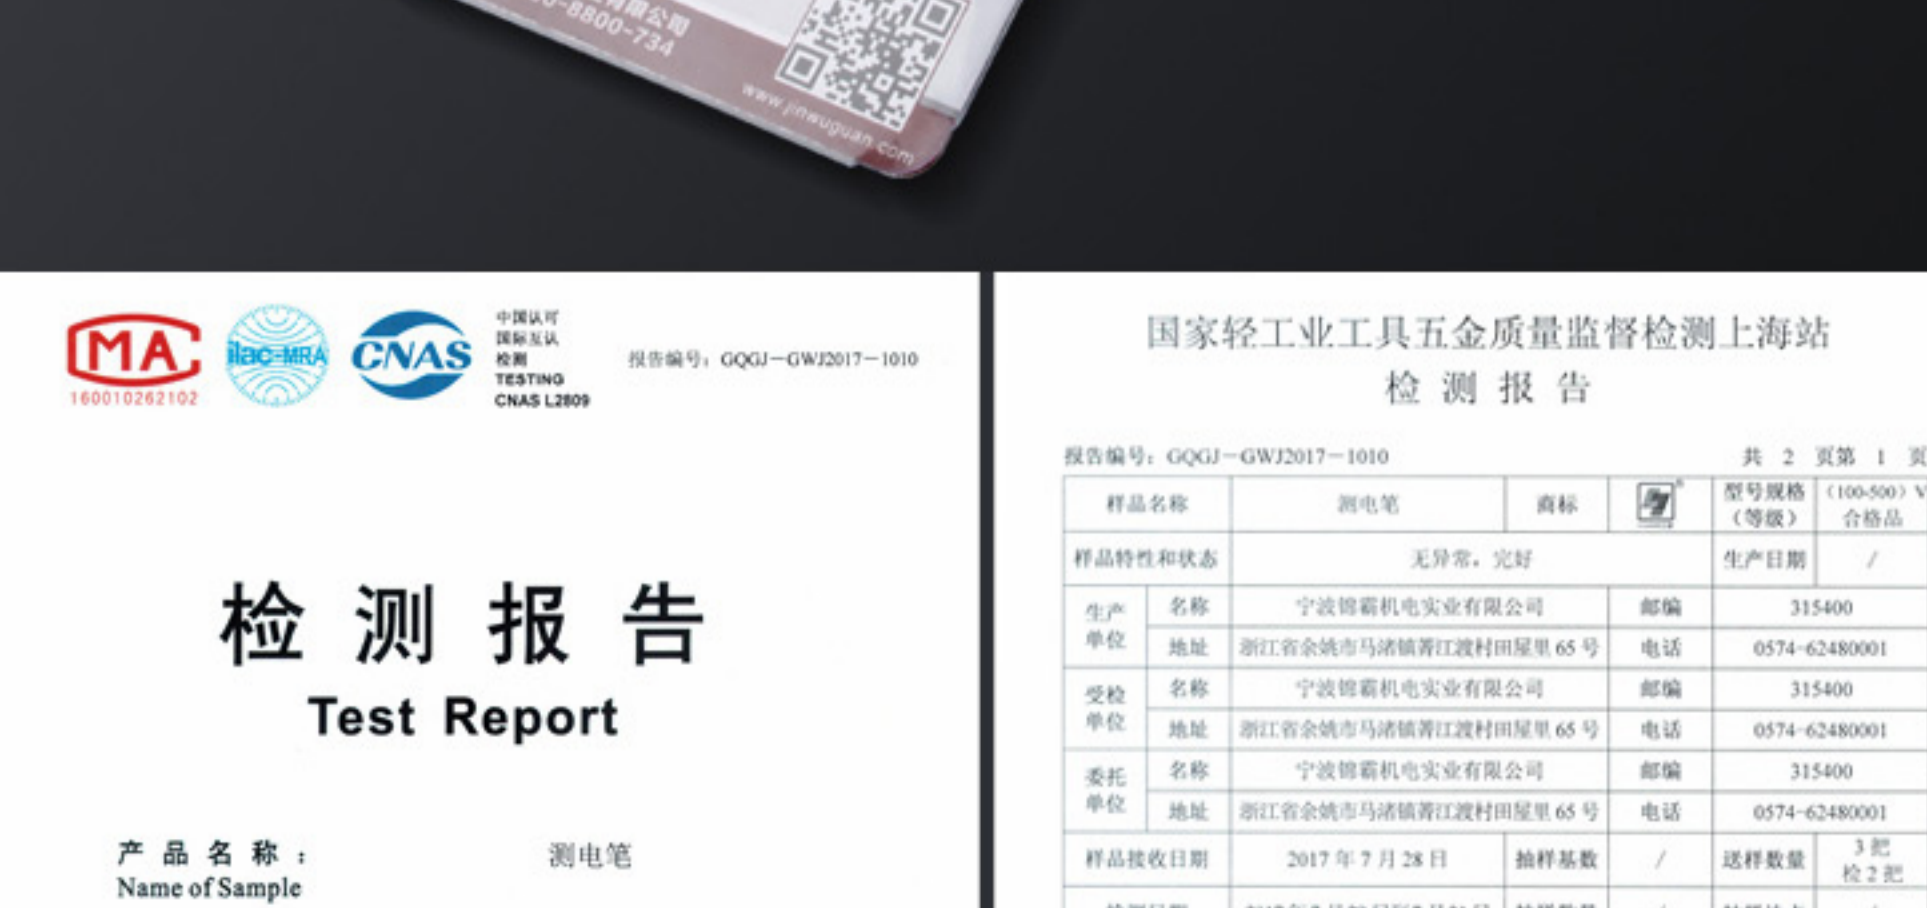 有限公司
0-8800-734
www.jinwuguan.com
MA
160010262102
ilac-MRA
CNAS
中国认可
国际互认
检测
TESTING
CNAS L2809
报告编号：GQGJ－GWJ2017－1010
检测报告
Test Report
产品名称：
测电笔
Name of Sample
国家轻工业工具五金质量监督检测上海站
检测报告
报告编号：GQGJ－GWJ2017－1010
共 2 页第 1 页
样品名称 测电笔 商标 型号规格（等级） （100-500）V 合格品
样品特性和状态 无异常，完好 生产日期 /
生产单位 名称 宁波锦霸机电实业有限公司 邮编 315400
地址 浙江省余姚市马渚镇菁江渡村田屋里 65 号 电话 0574-62480001
受检单位 名称 宁波锦霸机电实业有限公司 邮编 315400
地址 浙江省余姚市马渚镇菁江渡村田屋里 65 号 电话 0574-62480001
委托单位 名称 宁波锦霸机电实业有限公司 邮编 315400
地址 浙江省余姚市马渚镇菁江渡村田屋里 65 号 电话 0574-62480001
样品接收日期 2017 年 7 月 28 日 抽样基数 / 送样数量 3 把 检 2 把